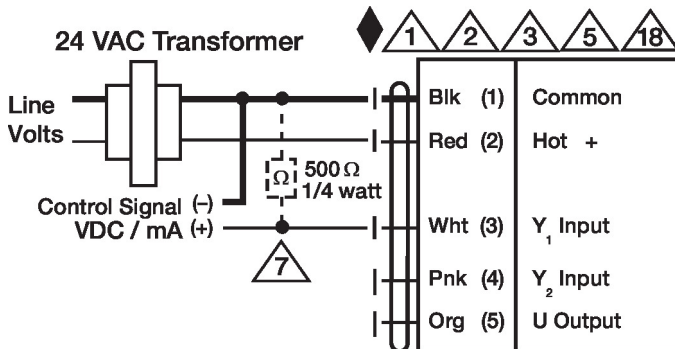 1 2 3 5 18
24 VAC Transformer
Line
Volts
Blk (1) Common
Red (2) Hot +
Ω 500 Ω
1/4 watt
Control Signal (–)
VDC / mA (+)
Wht (3) Y₁ Input
7
Pnk (4) Y₂ Input
Org (5) U Output